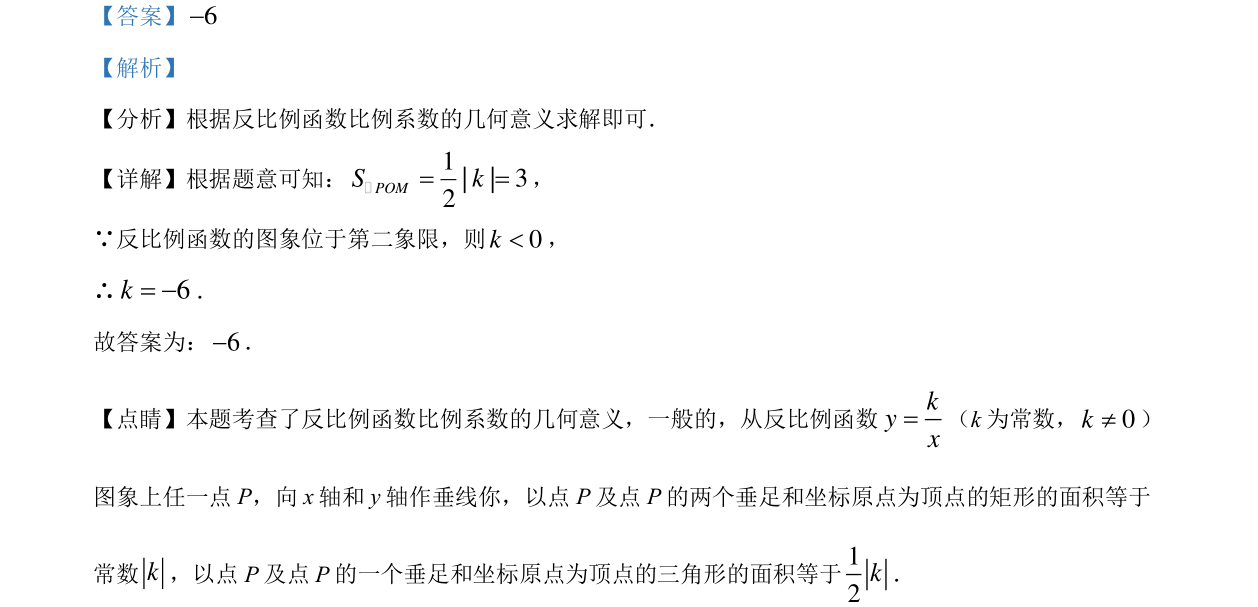 【答案】−6
【解析】
【分析】根据反比例函数比例系数的几何意义求解即可．
【详解】根据题意可知：S□POM = 1/2 | k |= 3，
∵反比例函数的图象位于第二象限，则 k < 0，
∴ k = −6．
故答案为：−6．
【点睛】本题考查了反比例函数比例系数的几何意义，一般的，从反比例函数 y = k/x（k 为常数，k ≠ 0）
图象上任一点 P，向 x 轴和 y 轴作垂线你，以点 P 及点 P 的两个垂足和坐标原点为顶点的矩形的面积等于
常数|k|，以点 P 及点 P 的一个垂足和坐标原点为顶点的三角形的面积等于 1/2 |k|．